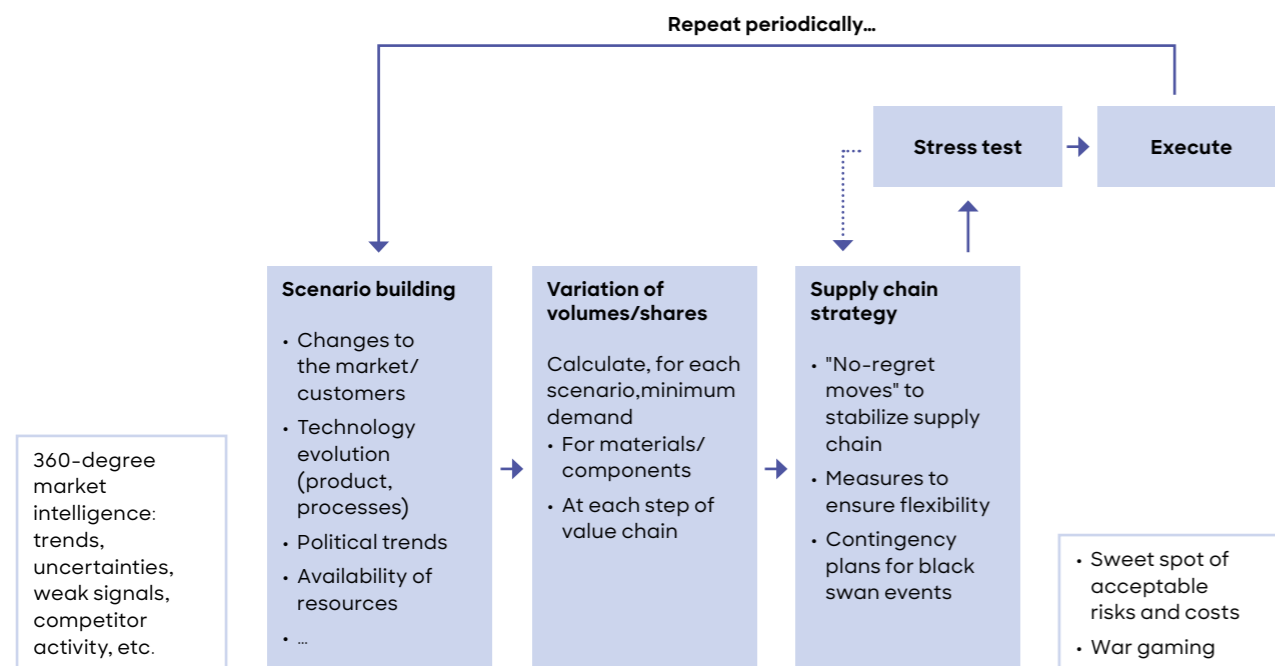 Repeat periodically...
Stress test
Execute
Scenario building
• Changes to
the market/
customers
• Technology
evolution
(product,
processes)
• Political trends
• Availability of
resources
• ...
Variation of
volumes/shares
Calculate, for each
scenario,minimum
demand
• For materials/
components
• At each step of
value chain
Supply chain
strategy
• "No-regret
moves" to
stabilize supply
chain
• Measures to
ensure flexibility
• Contingency
plans for black
swan events
360-degree
market
intelligence:
trends,
uncertainties,
weak signals,
competitor
activity, etc.
• Sweet spot of
acceptable
risks and costs
• War gaming